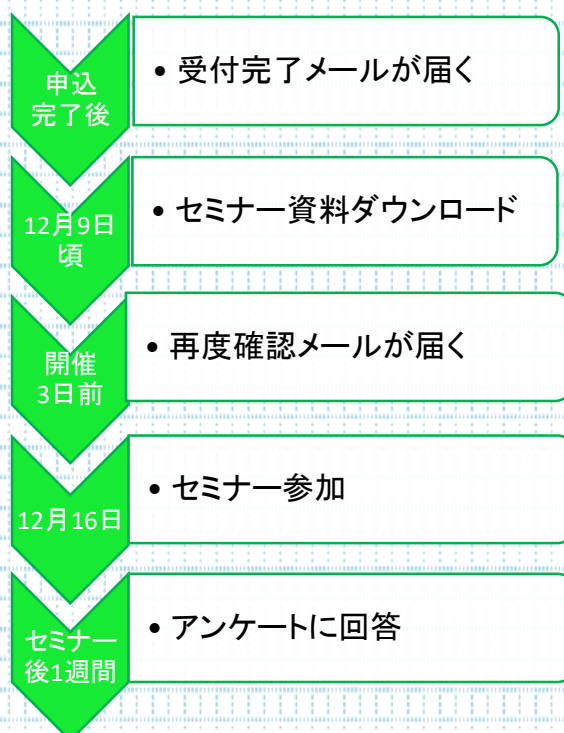 申込
完了後
• 受付完了メールが届く
12月9日
頃
• セミナー資料ダウンロード
開催
3日前
• 再度確認メールが届く
12月16日
• セミナー参加
セミナー
後1週間
• アンケートに回答